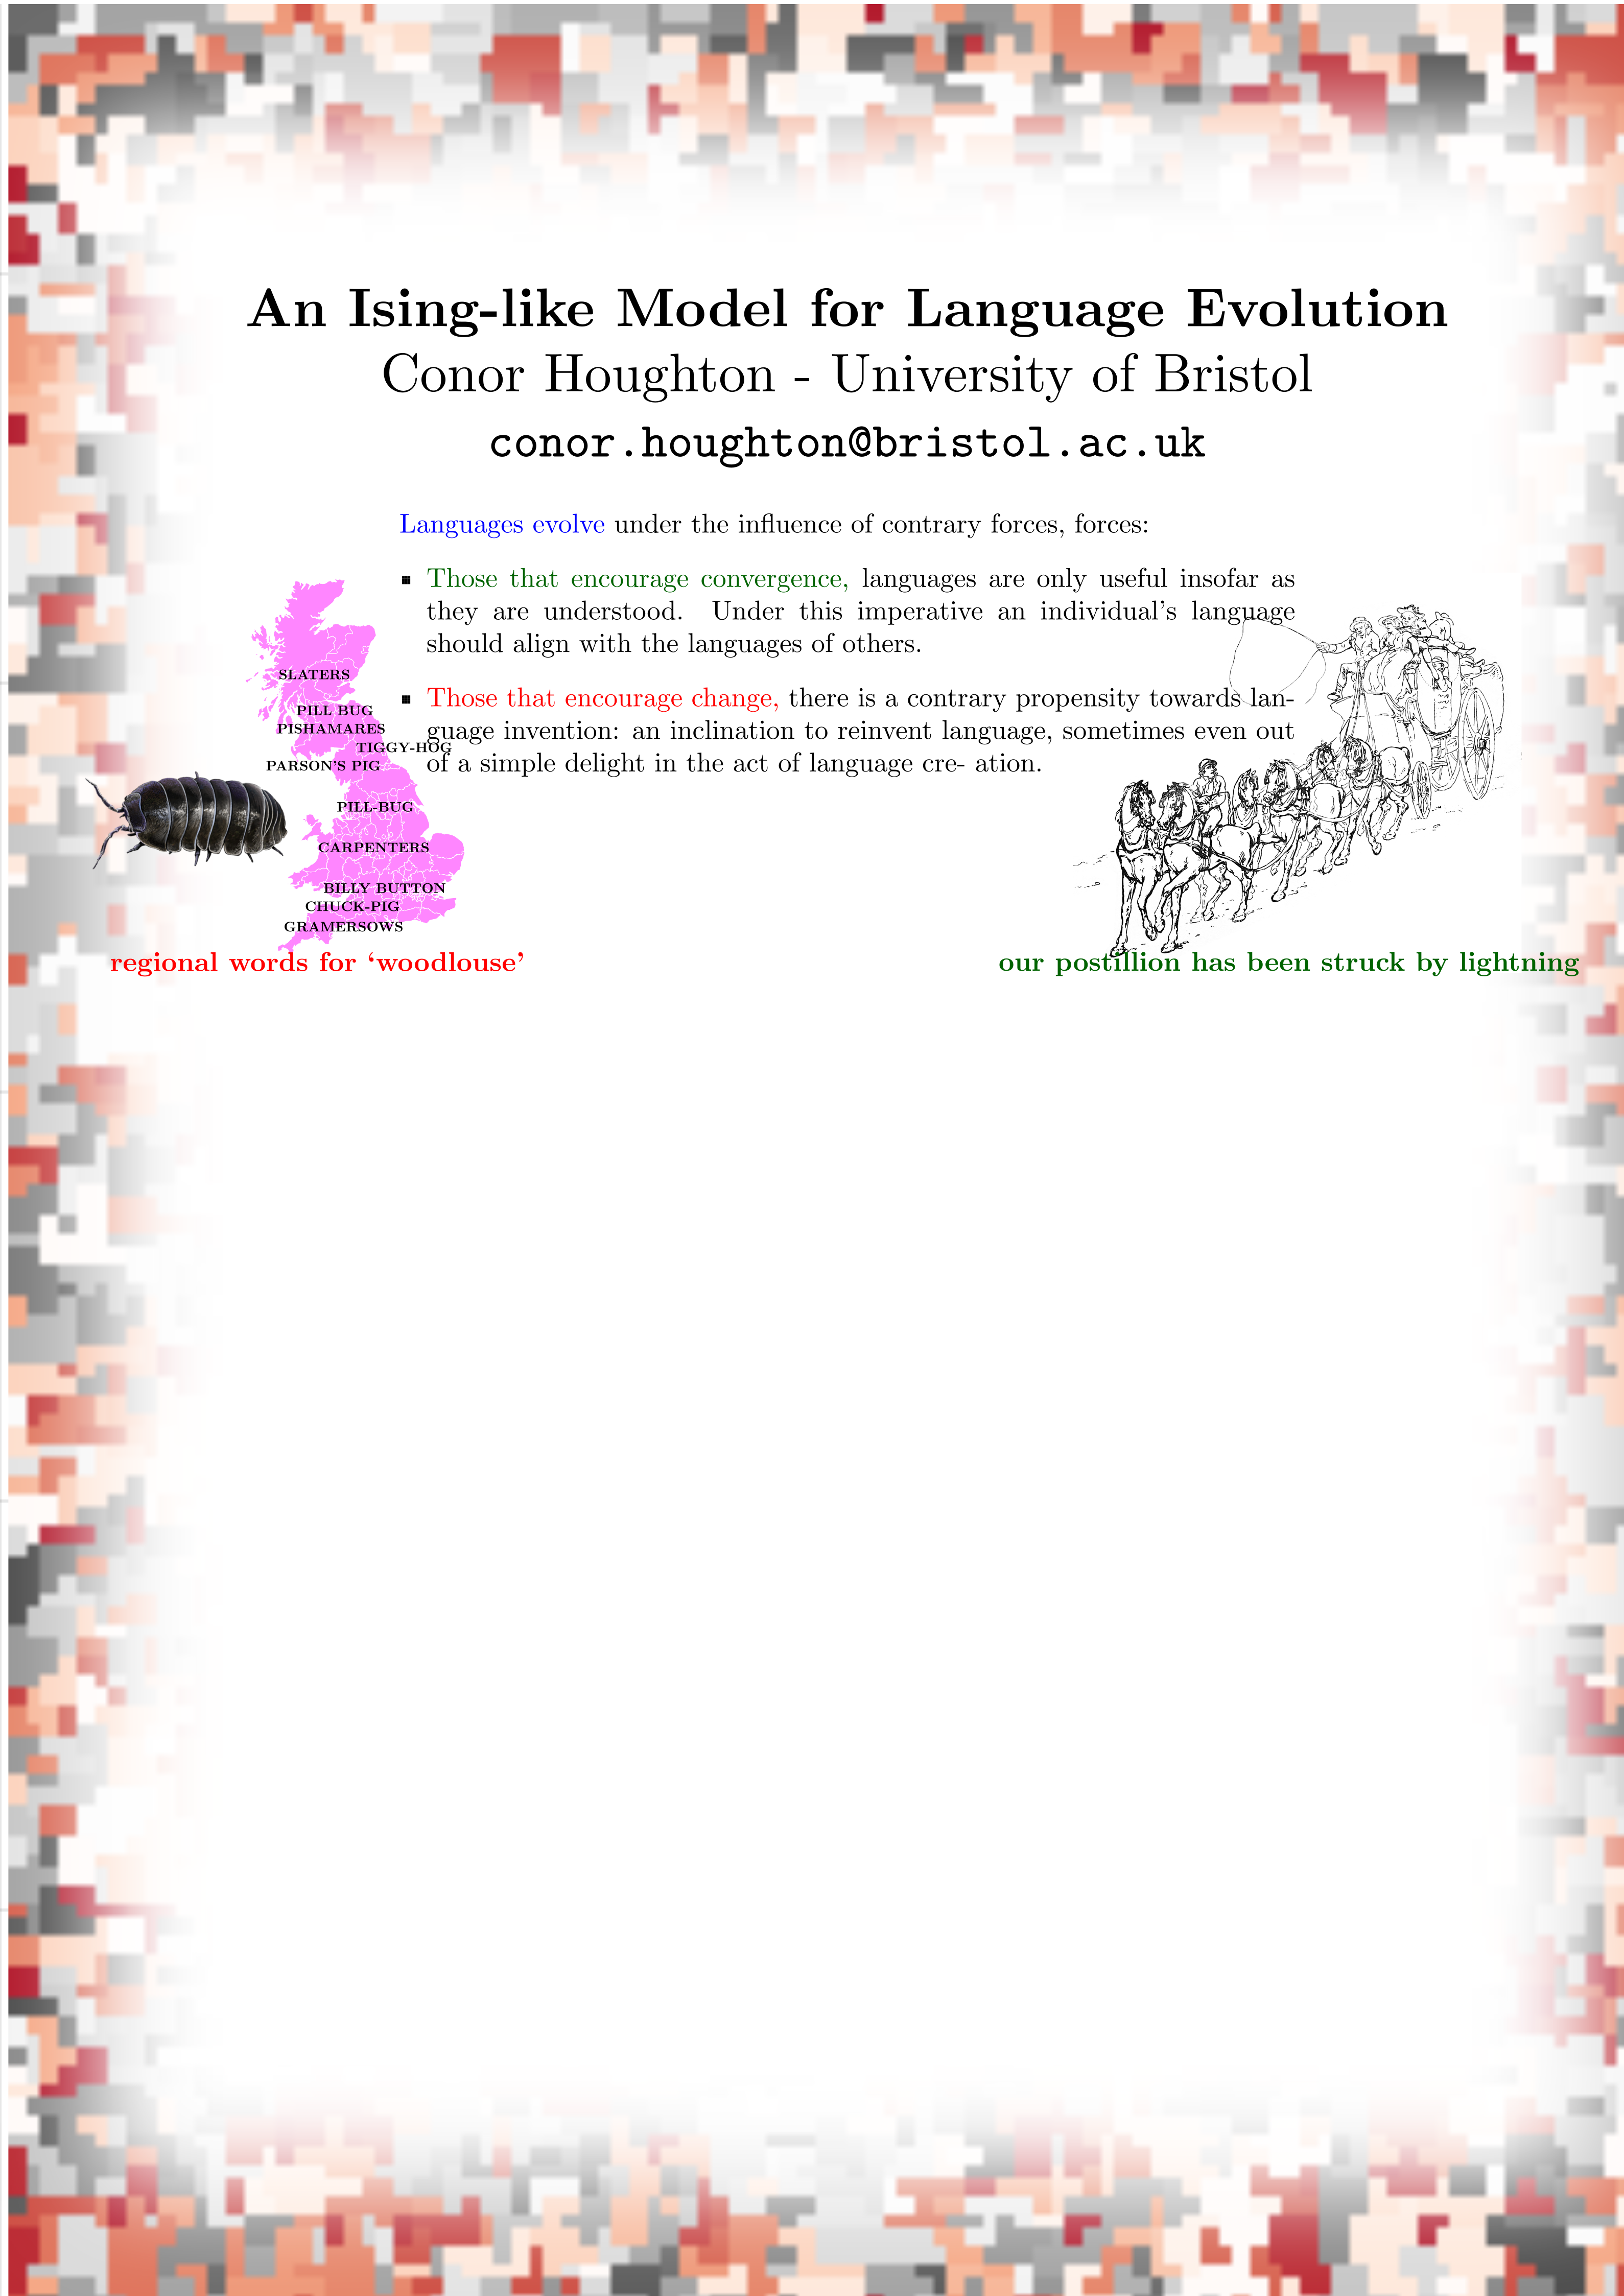 An Ising-like Model for Language Evolution
Conor Houghton - University of Bristol
conor.houghton@bristol.ac.uk
Languages evolve under the influence of contrary forces, forces:
▪ Those that encourage convergence, languages are only useful insofar as
they are understood. Under this imperative an individual's language
should align with the languages of others.
▪ Those that encourage change, there is a contrary propensity towards lan-
guage invention: an inclination to reinvent language, sometimes even out
of a simple delight in the act of language cre- ation.
SLATERS
PILL BUG
PISHAMARES
TIGGY-HOG
PARSON'S PIG
PILL-BUG
CARPENTERS
BILLY BUTTON
CHUCK-PIG
GRAMERSOWS
regional words for ‘woodlouse’
our postillion has been struck by lightning